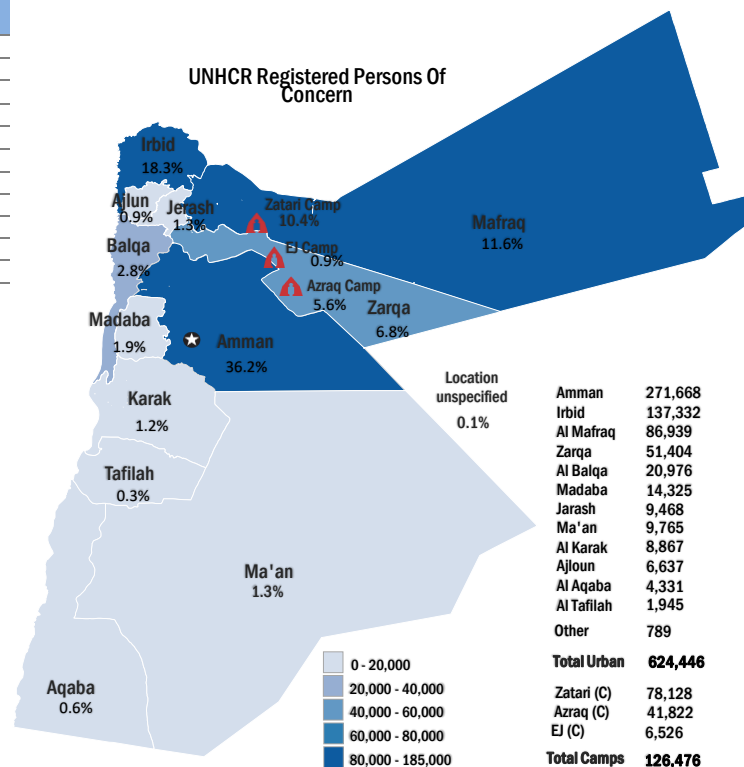 UNHCR Registered Persons Of
Concern
Irbid
18.3%
Ajlun
0.9%
Jerash
1.3%
Zatari Camp
10.4%
Mafraq
11.6%
Balqa
2.8%
EJ Camp
0.9%
Azraq Camp
5.6%
Zarqa
6.8%
Madaba
1.9%
Amman
36.2%
Karak
1.2%
Location
unspecified
0.1%
Tafilah
0.3%
Ma'an
1.3%
Aqaba
0.6%
0 - 20,000
20,000 - 40,000
40,000 - 60,000
60,000 - 80,000
80,000 - 185,000
Amman 271,668
Irbid 137,332
Al Mafraq 86,939
Zarqa 51,404
Al Balqa 20,976
Madaba 14,325
Jarash 9,468
Ma'an 9,765
Al Karak 8,867
Ajloun 6,637
Al Aqaba 4,331
Al Tafilah 1,945
Other 789
Total Urban 624,446
Zatari (C) 78,128
Azraq (C) 41,822
EJ (C) 6,526
Total Camps 126,476